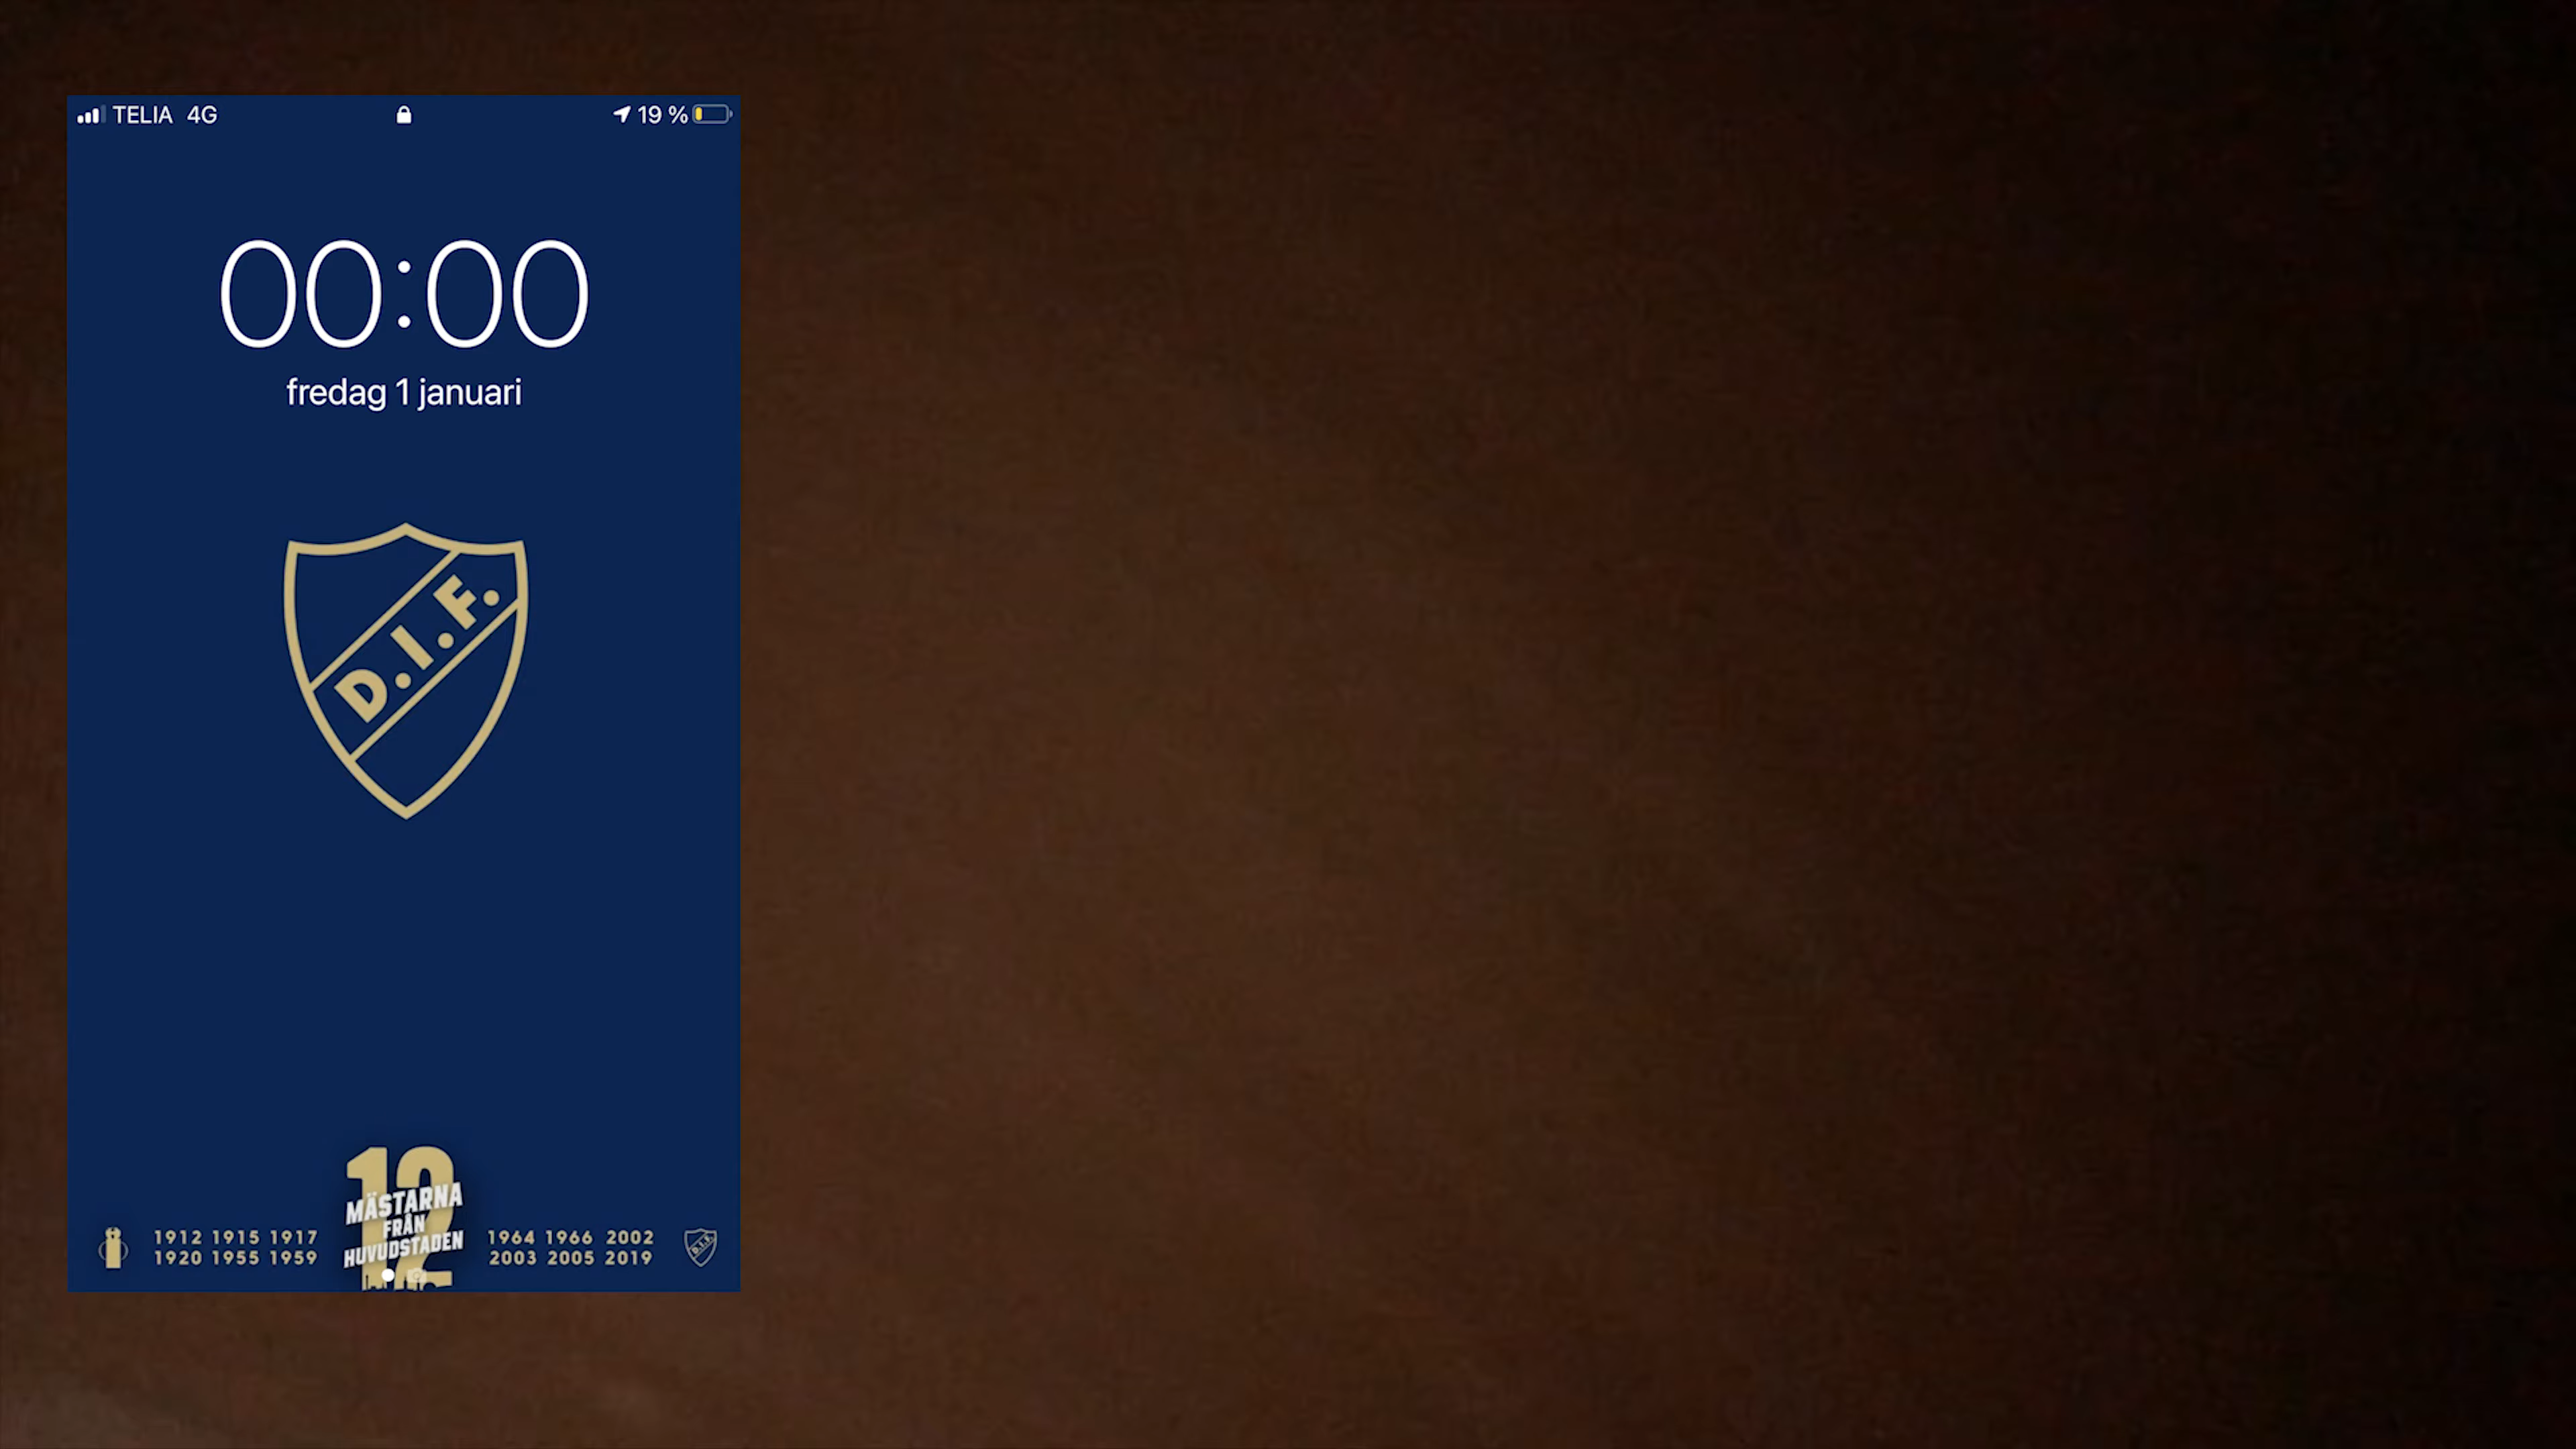 TELIA 4G
19 %
00:00
fredag 1 januari
D.I.F.
12
MÄSTARNA
FRÅN
HUVUDSTADEN
1912 1915 1917
1920 1955 1959
1964 1966 2002
2003 2005 2019
D.I.F.